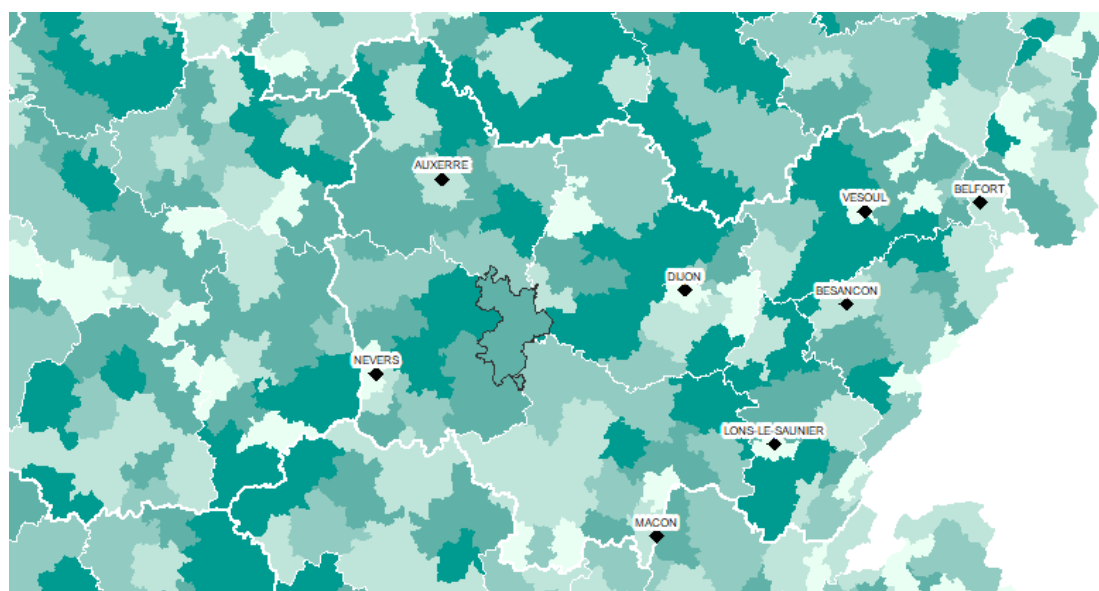 AUXERRE
BELFORT
VESOUL
DIJON
BESANCON
NEVERS
LONS-LE-SAUNIER
MACON